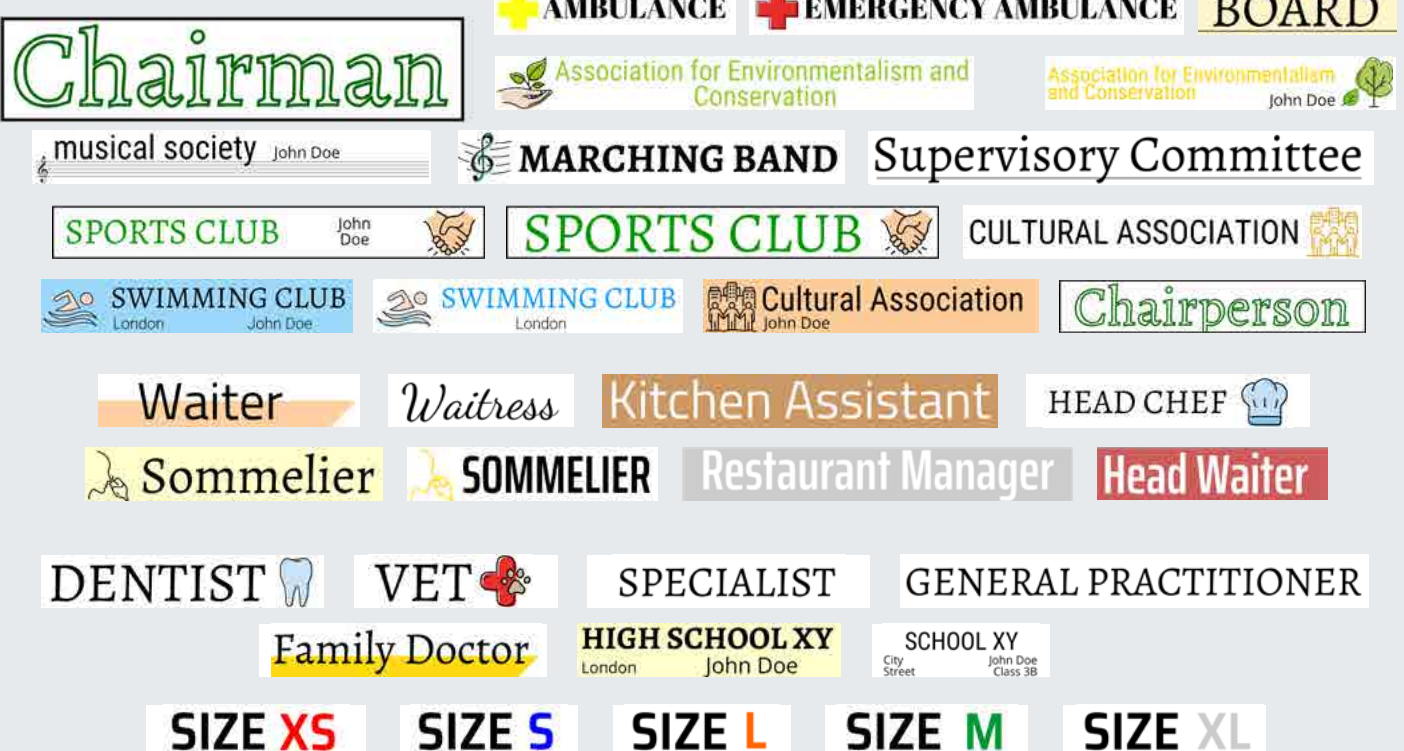 AMBULANCE
EMERGENCY AMBULANCE
BOARD
Chairman
Association for Environmentalism and
Conservation
Association for Environmentalism
and Conservation
John Doe
musical society John Doe
MARCHING BAND
Supervisory Committee
SPORTS CLUB
John
Doe
SPORTS CLUB
CULTURAL ASSOCIATION
SWIMMING CLUB
London John Doe
SWIMMING CLUB
London
Cultural Association
John Doe
Chairperson
Waiter
Waitress
Kitchen Assistant
HEAD CHEF
Sommelier
SOMMELIER
Restaurant Manager
Head Waiter
DENTIST
VET
SPECIALIST
GENERAL PRACTITIONER
Family Doctor
HIGH SCHOOL XY
London John Doe
SCHOOL XY
City John Doe
Street Class 3B
SIZE XS
SIZE S
SIZE L
SIZE M
SIZE XL